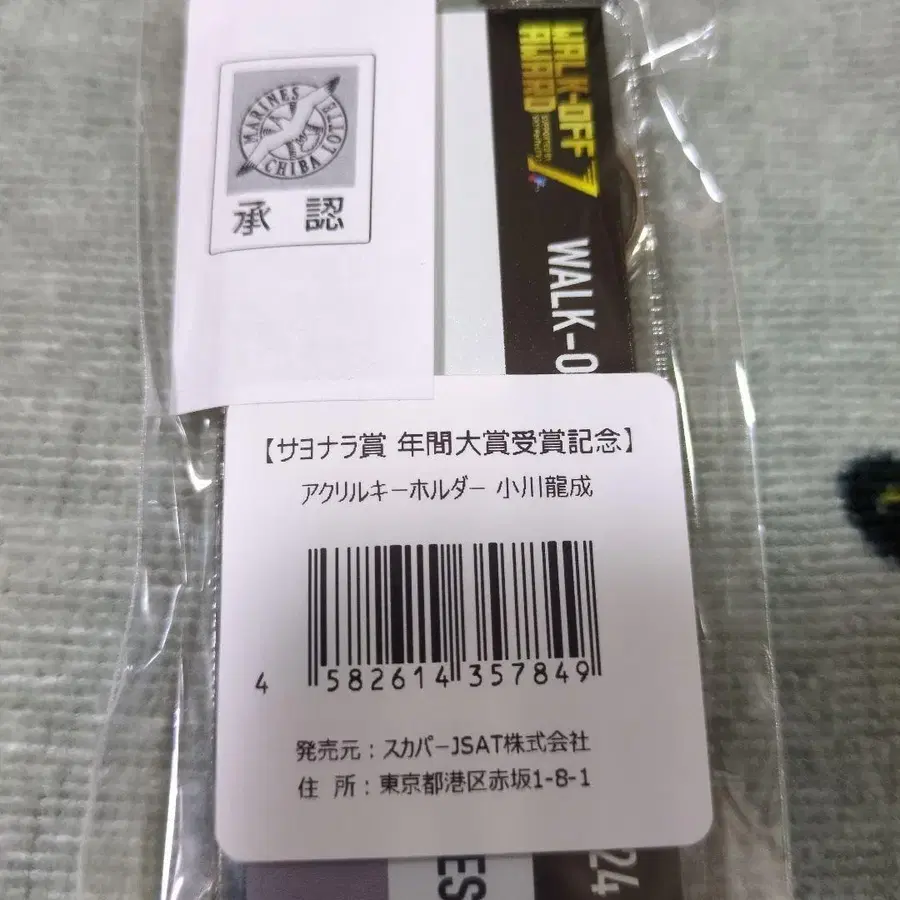 MARINES
CHIBA LOTTE
承認
WALK-OFF
AWARD
WALK-O
【サヨナラ賞 年間大賞受賞記念】
アクリルキーホルダー 小川龍成
4 582614 357849
発売元：スカパーJSAT株式会社
住 所：東京都港区赤坂1-8-1
ES
24